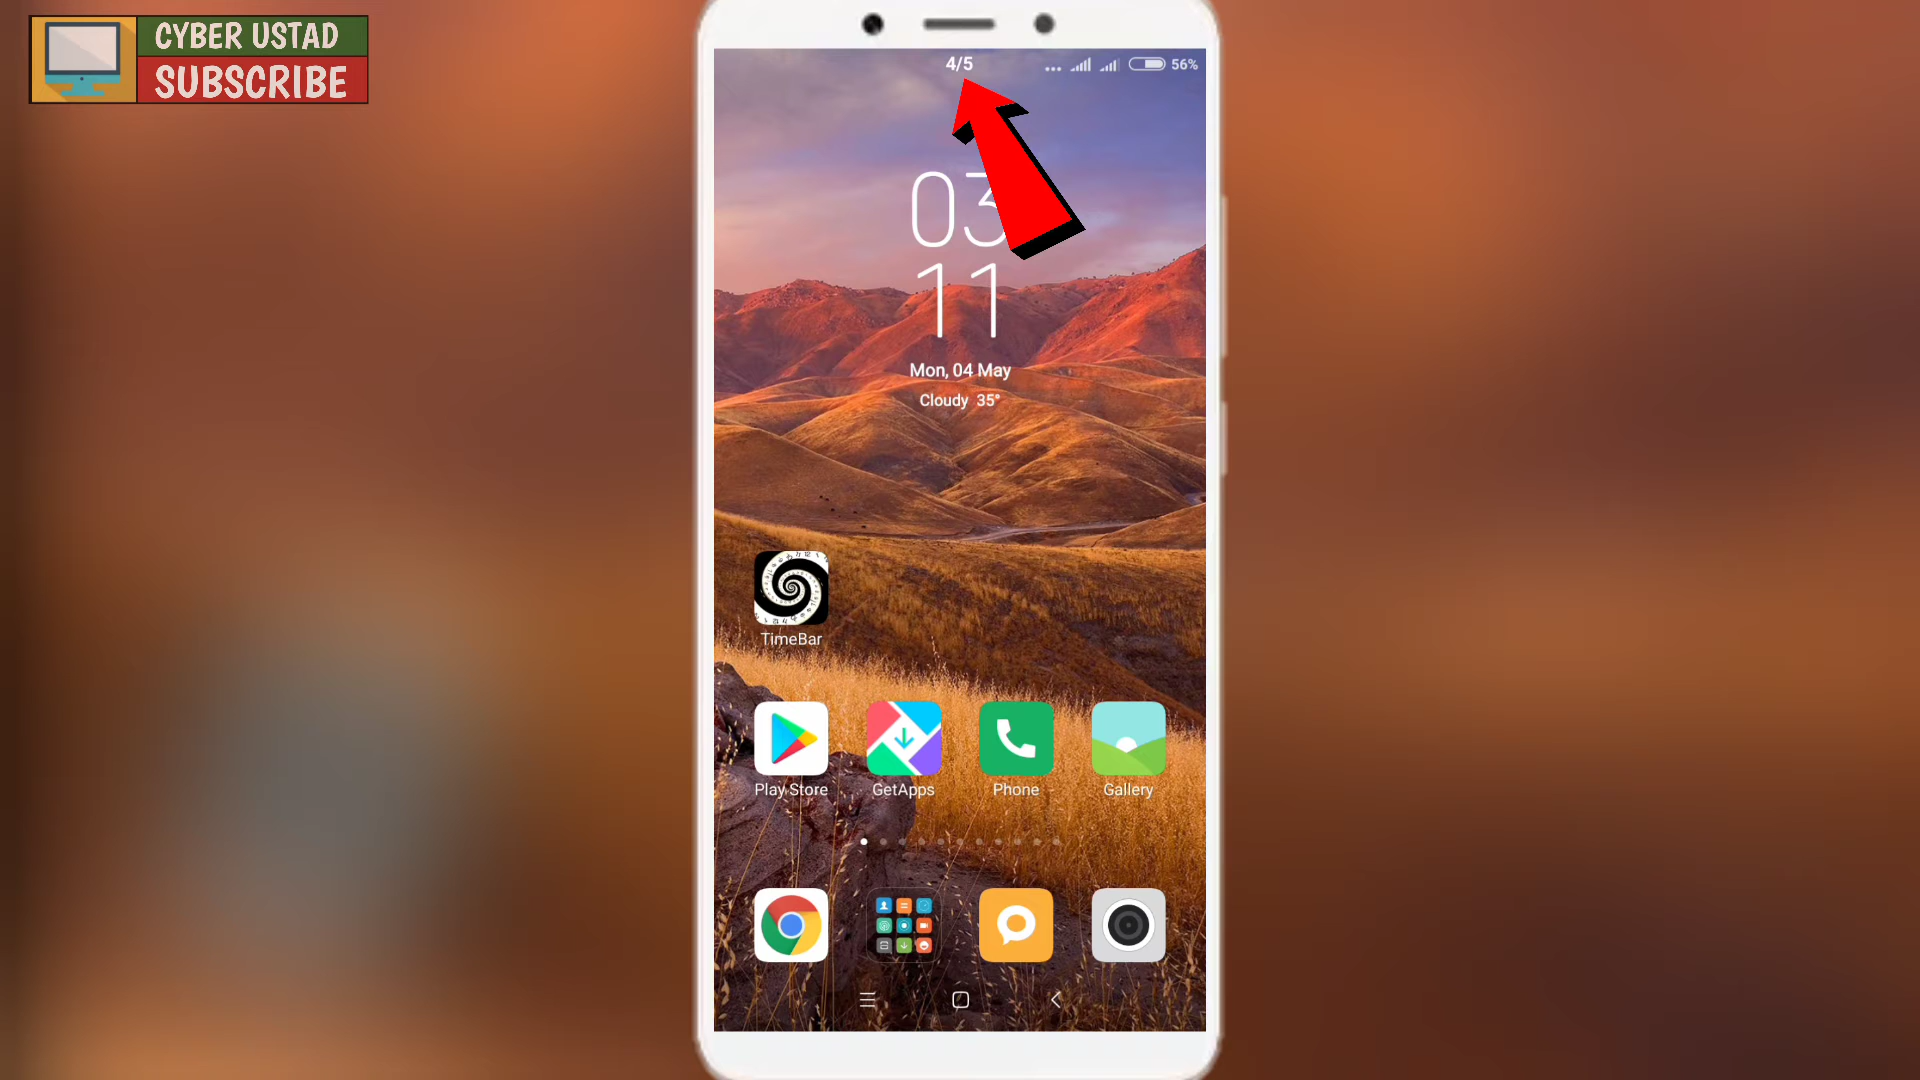 CYBER USTAD
SUBSCRIBE
4/5
56%
03
11
Mon, 04 May
Cloudy 35°
TimeBar
Play Store
GetApps
Phone
Gallery